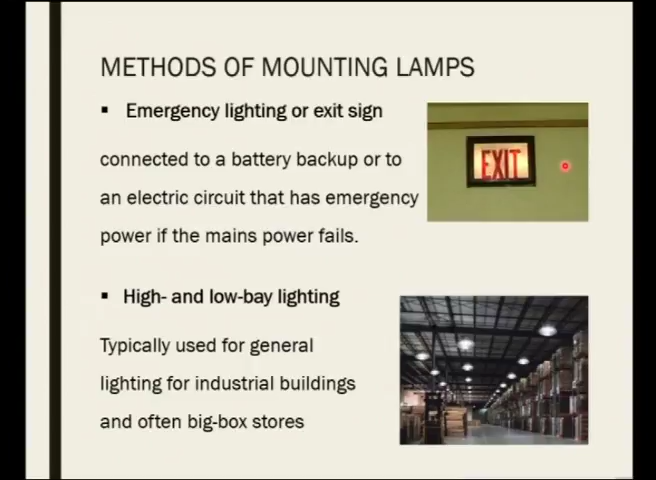 METHODS OF MOUNTING LAMPS
▪ Emergency lighting or exit sign
connected to a battery backup or to
an electric circuit that has emergency
power if the mains power fails.
EXIT
▪ High- and low-bay lighting
Typically used for general
lighting for industrial buildings
and often big-box stores